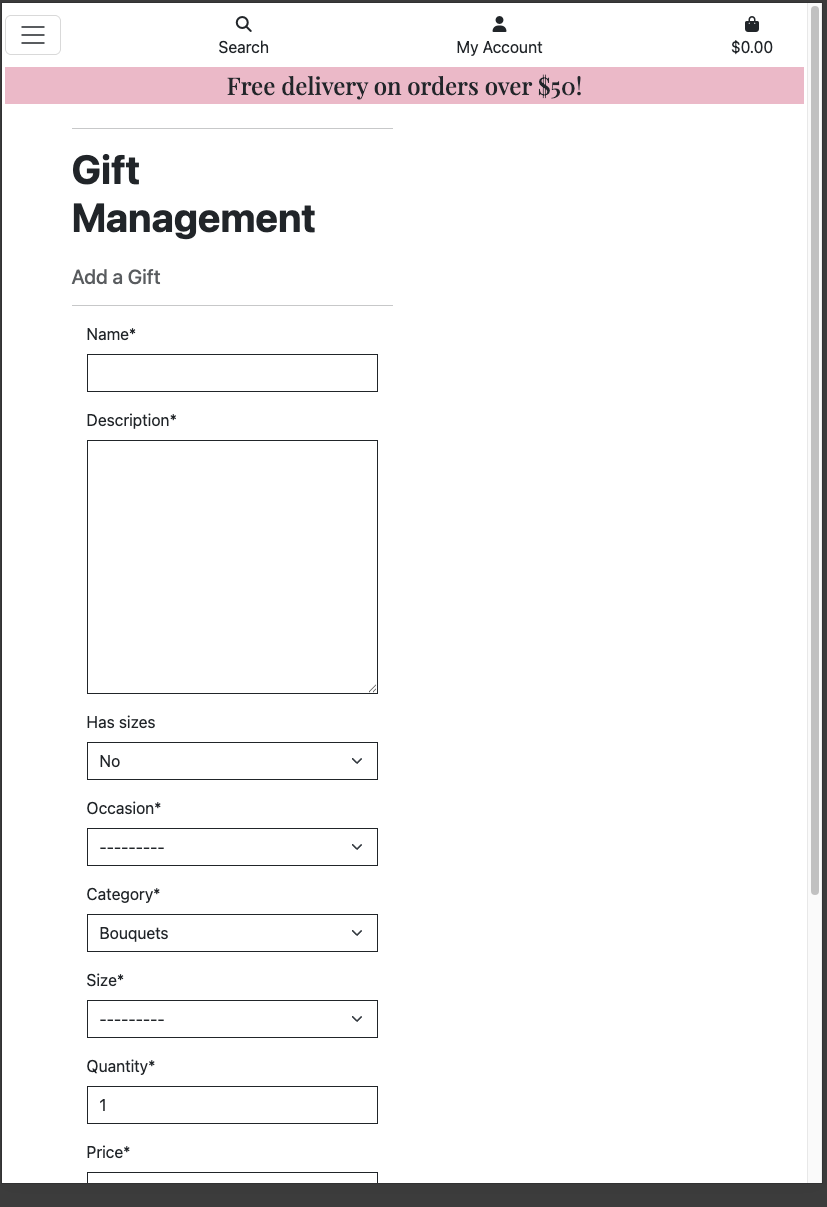 Search
My Account
$0.00
Free delivery on orders over $50!
Gift
Management
Add a Gift
Name*
Description*
Has sizes
No
Occasion*
---------
Category*
Bouquets
Size*
---------
Quantity*
1
Price*